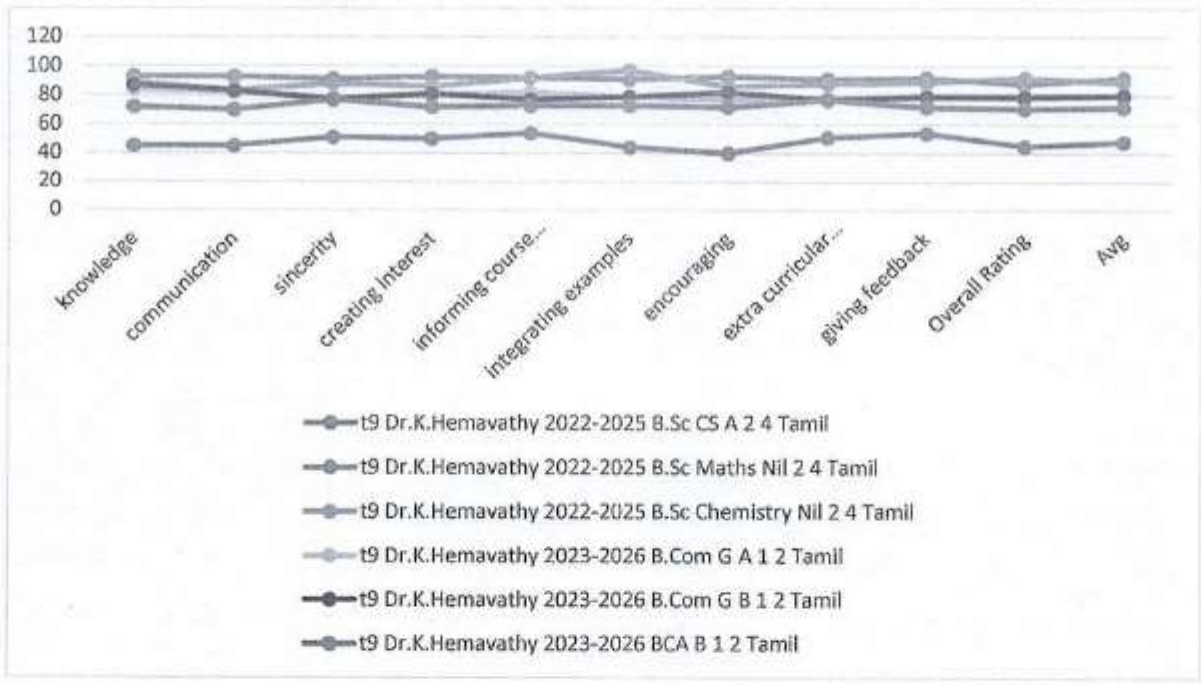 120
100
80
60
40
20
0
knowledge
communication
sincerity
creating interest
informing course...
integrating examples
encouraging
extra curricular...
giving feedback
Overall Rating
Avg
t9 Dr.K.Hemavathy 2022-2025 B.Sc CS A 2 4 Tamil
t9 Dr.K.Hemavathy 2022-2025 B.Sc Maths Nil 2 4 Tamil
t9 Dr.K.Hemavathy 2022-2025 B.Sc Chemistry Nil 2 4 Tamil
t9 Dr.K.Hemavathy 2023-2026 B.Com G A 1 2 Tamil
t9 Dr.K.Hemavathy 2023-2026 B.Com G B 1 2 Tamil
t9 Dr.K.Hemavathy 2023-2026 BCA B 1 2 Tamil